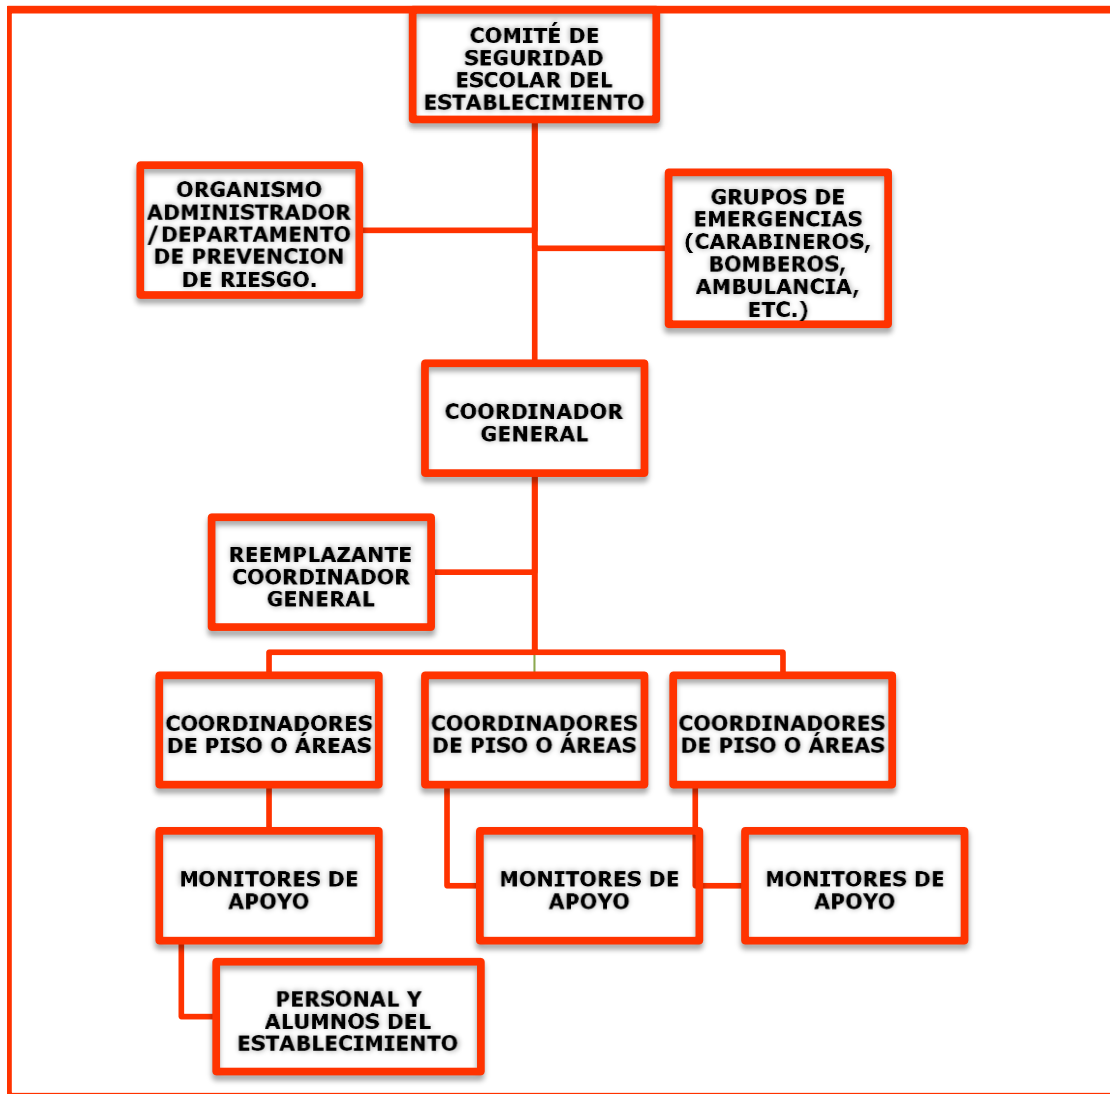 COMITÉ DE
SEGURIDAD
ESCOLAR DEL
ESTABLECIMIENTO
ORGANISMO
ADMINISTRADOR
/DEPARTAMENTO
DE PREVENCION
DE RIESGO.
GRUPOS DE
EMERGENCIAS
(CARABINEROS,
BOMBEROS,
AMBULANCIA,
ETC.)
COORDINADOR
GENERAL
REEMPLAZANTE
COORDINADOR
GENERAL
COORDINADORES
DE PISO O ÁREAS
COORDINADORES
DE PISO O ÁREAS
COORDINADORES
DE PISO O ÁREAS
MONITORES DE
APOYO
MONITORES DE
APOYO
MONITORES DE
APOYO
PERSONAL Y
ALUMNOS DEL
ESTABLECIMIENTO